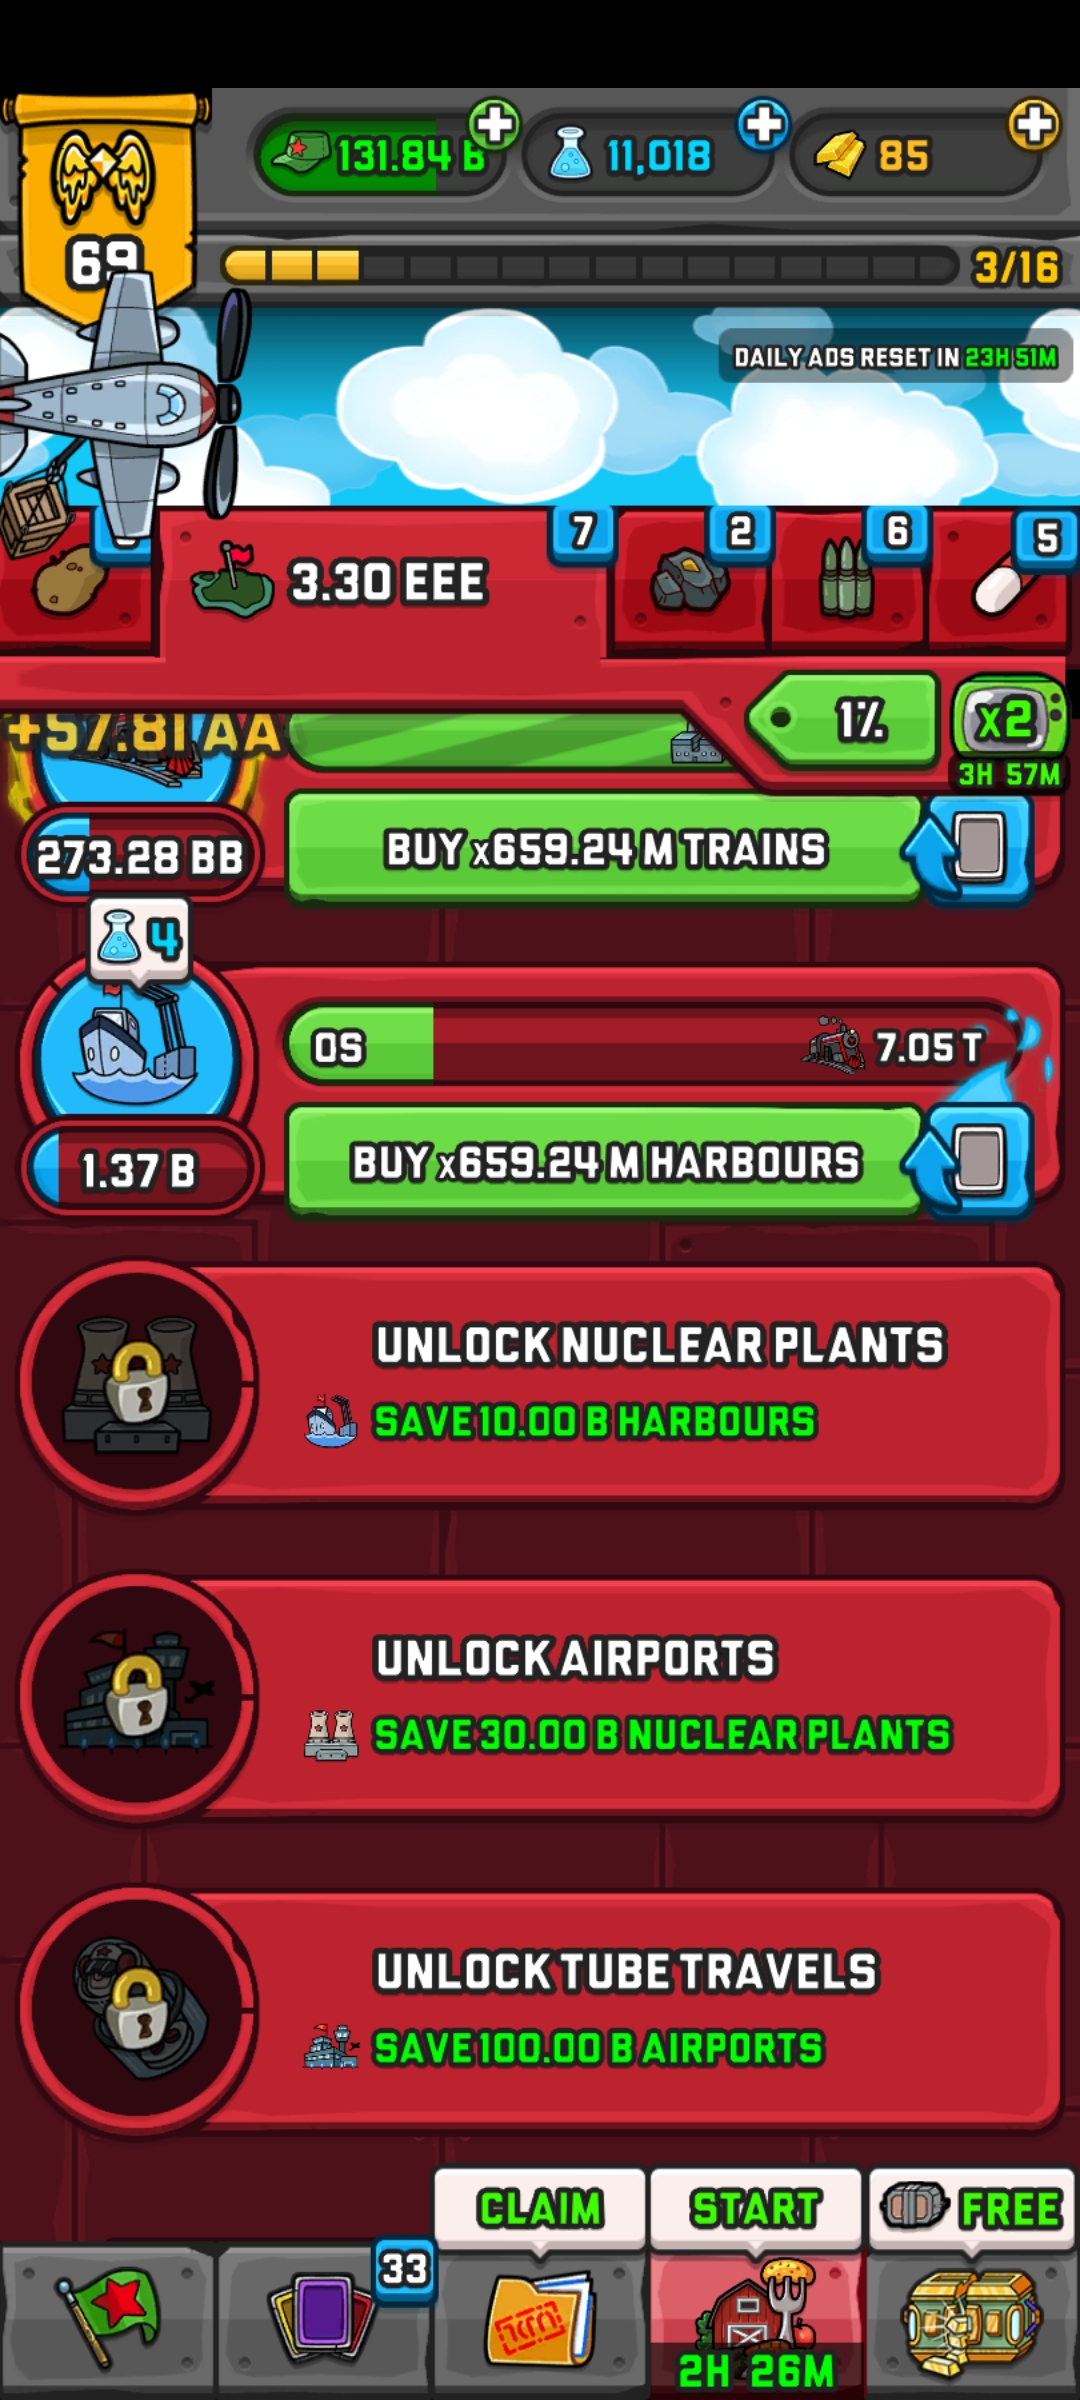 131.84 B
11,018
85
69
3/16
DAILY ADS RESET IN 23H 51M
3.30 EEE
7
2
6
5
1%
x2
3H 57M
+57.81 AA
273.28 BB
BUY x659.24 M TRAINS
4
0S
7.05 T
1.37 B
BUY x659.24 M HARBOURS
UNLOCK NUCLEAR PLANTS
SAVE 10.00 B HARBOURS
UNLOCK AIRPORTS
SAVE 30.00 B NUCLEAR PLANTS
UNLOCK TUBE TRAVELS
SAVE 100.00 B AIRPORTS
CLAIM
START
FREE
33
2H 26M